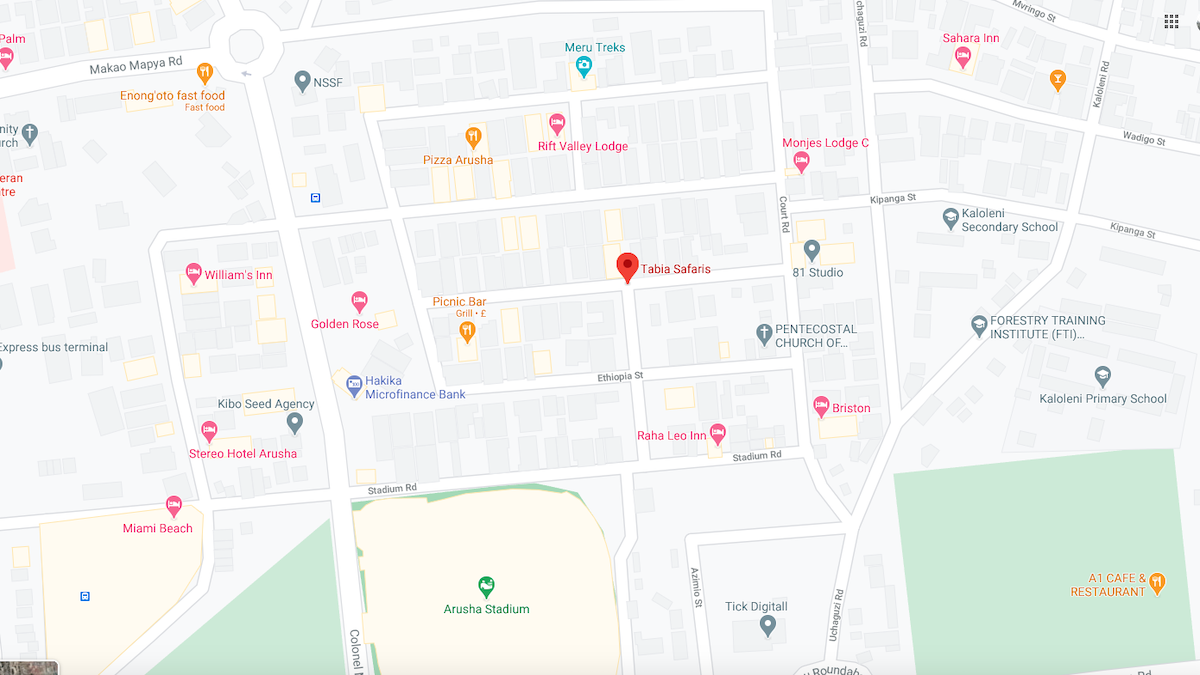 Mvringo St
Palm
Sahara Inn
Meru Treks
Makao Mapya Rd
NSSF
Kaloleni Rd
Enong'oto fast food
Fast food
Wadigo St
Rift Valley Lodge
Monjes Lodge C
Pizza Arusha
Kipanga St
Court Rd
Kaloleni
Secondary School
Kipanga St
Tabia Safaris
William's Inn
81 Studio
Picnic Bar
Grill • £
Golden Rose
PENTECOSTAL
CHURCH OF...
FORESTRY TRAINING
INSTITUTE (FTI)...
Express bus terminal
Ethiopia St
Hakika
Microfinance Bank
Kaloleni Primary School
Kibo Seed Agency
Briston
Raha Leo Inn
Stereo Hotel Arusha
Stadium Rd
Stadium Rd
Miami Beach
Azimio St
A1 CAFE &
RESTAURANT
Arusha Stadium
Tick Digitall
Uchaguzi Rd
Colonel